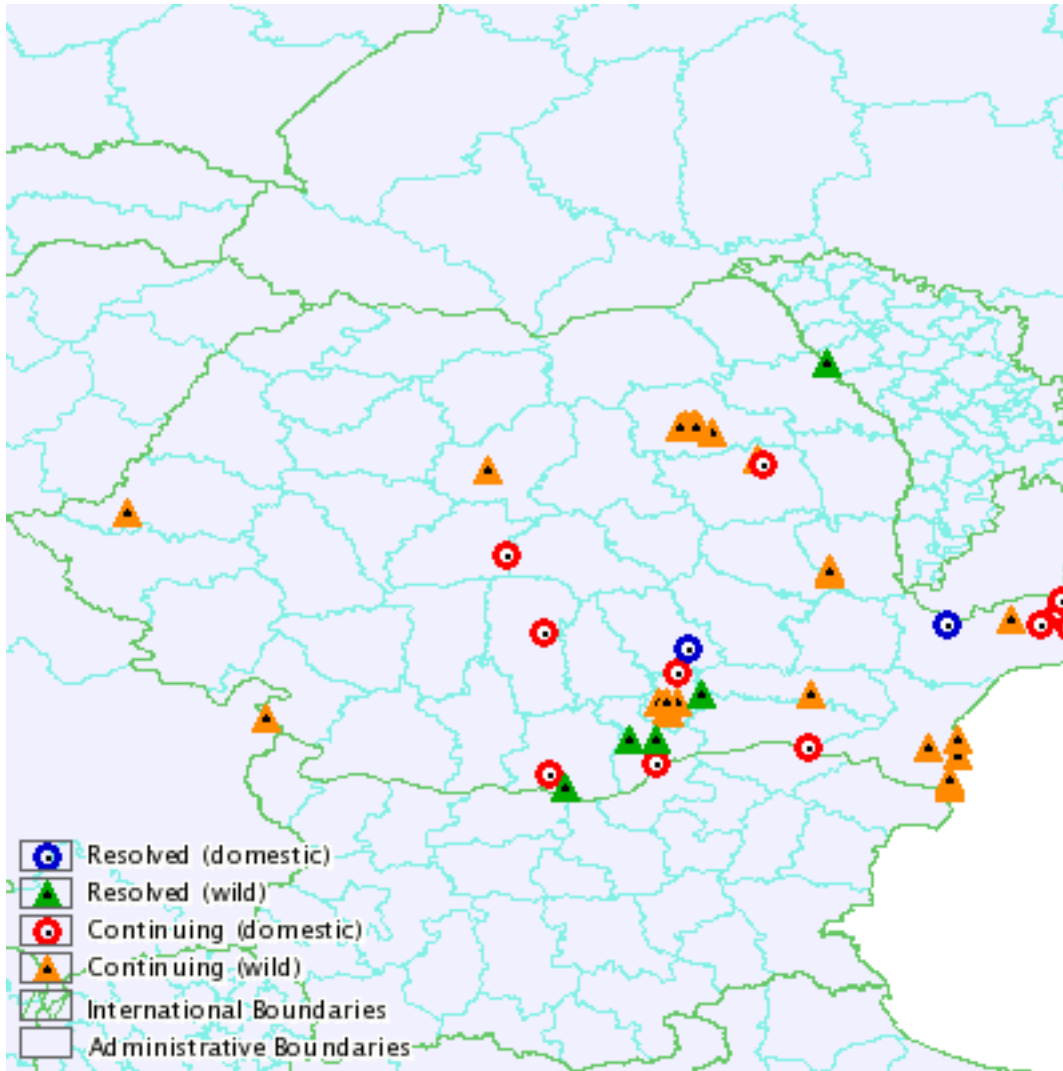 Resolved (domestic)
Resolved (wild)
Continuing (domestic)
Continuing (wild)
International Boundaries
Administrative Boundaries